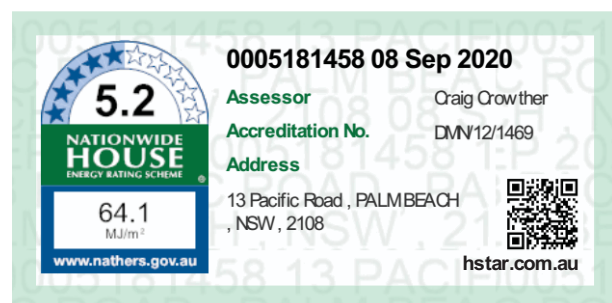 0005181458 08 Sep 2020
5.2
NATIONWIDE
HOUSE
ENERGY RATING SCHEME
®
64.1
MJ/m²
www.nathers.gov.au
Assessor Craig Crowther
Accreditation No. DMN/12/1469
Address
13 Pacific Road , PALM BEACH
, NSW , 2108
hstar.com.au